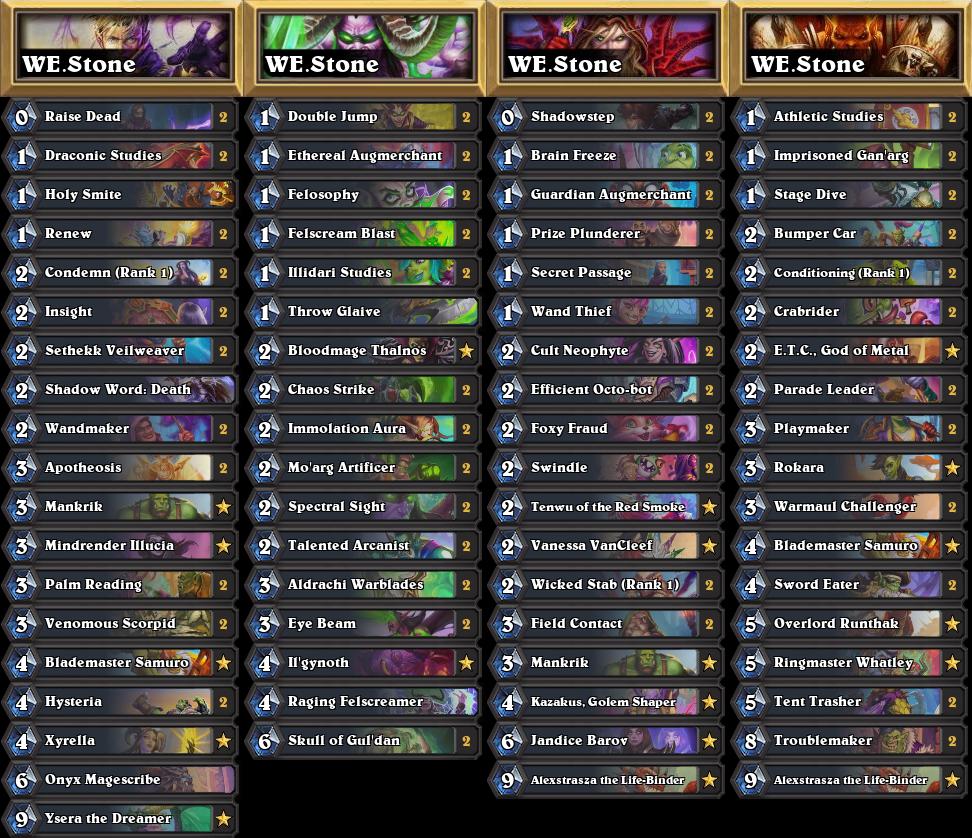 WE.Stone
0 Raise Dead 2
1 Draconic Studies 2
1 Holy Smite
1 Renew 2
2 Condemn (Rank 1) 2
2 Insight 2
2 Sethekk Veilweaver 2
2 Shadow Word: Death
2 Wandmaker 2
3 Apotheosis 2
3 Mankrik
3 Mindrender Illucia
3 Palm Reading 2
3 Venomous Scorpid 2
4 Blademaster Samuro
4 Hysteria 2
4 Xyrella
6 Onyx Magescribe
9 Ysera the Dreamer
WE.Stone
1 Double Jump 2
1 Ethereal Augmerchant 2
1 Felosophy 2
1 Felscream Blast 2
1 Illidari Studies 2
1 Throw Glaive
2 Bloodmage Thalnos
2 Chaos Strike 2
2 Immolation Aura 2
2 Mo'arg Artificer 2
2 Spectral Sight 2
2 Talented Arcanist 2
3 Aldrachi Warblades 2
3 Eye Beam 2
4 Il'gynoth
4 Raging Felscreamer
6 Skull of Gul'dan 2
WE.Stone
0 Shadowstep 2
1 Brain Freeze 2
1 Guardian Augmerchant 2
1 Prize Plunderer 2
1 Secret Passage 2
1 Wand Thief 2
2 Cult Neophyte 2
2 Efficient Octo-bot 2
2 Foxy Fraud 2
2 Swindle 2
2 Tenwu of the Red Smoke
2 Vanessa VanCleef
2 Wicked Stab (Rank 1) 2
3 Field Contact 2
3 Mankrik
4 Kazakus, Golem Shaper
6 Jandice Barov
9 Alexstrasza the Life-Binder
WE.Stone
1 Athletic Studies 2
1 Imprisoned Gan'arg 2
1 Stage Dive 2
2 Bumper Car 2
2 Conditioning (Rank 1) 2
2 Crabrider 2
2 E.T.C., God of Metal
2 Parade Leader 2
3 Playmaker 2
3 Rokara
3 Warmaul Challenger 2
4 Blademaster Samuro
4 Sword Eater 2
5 Overlord Runthak
5 Ringmaster Whatley
5 Tent Trasher 2
8 Troublemaker 2
9 Alexstrasza the Life-Binder